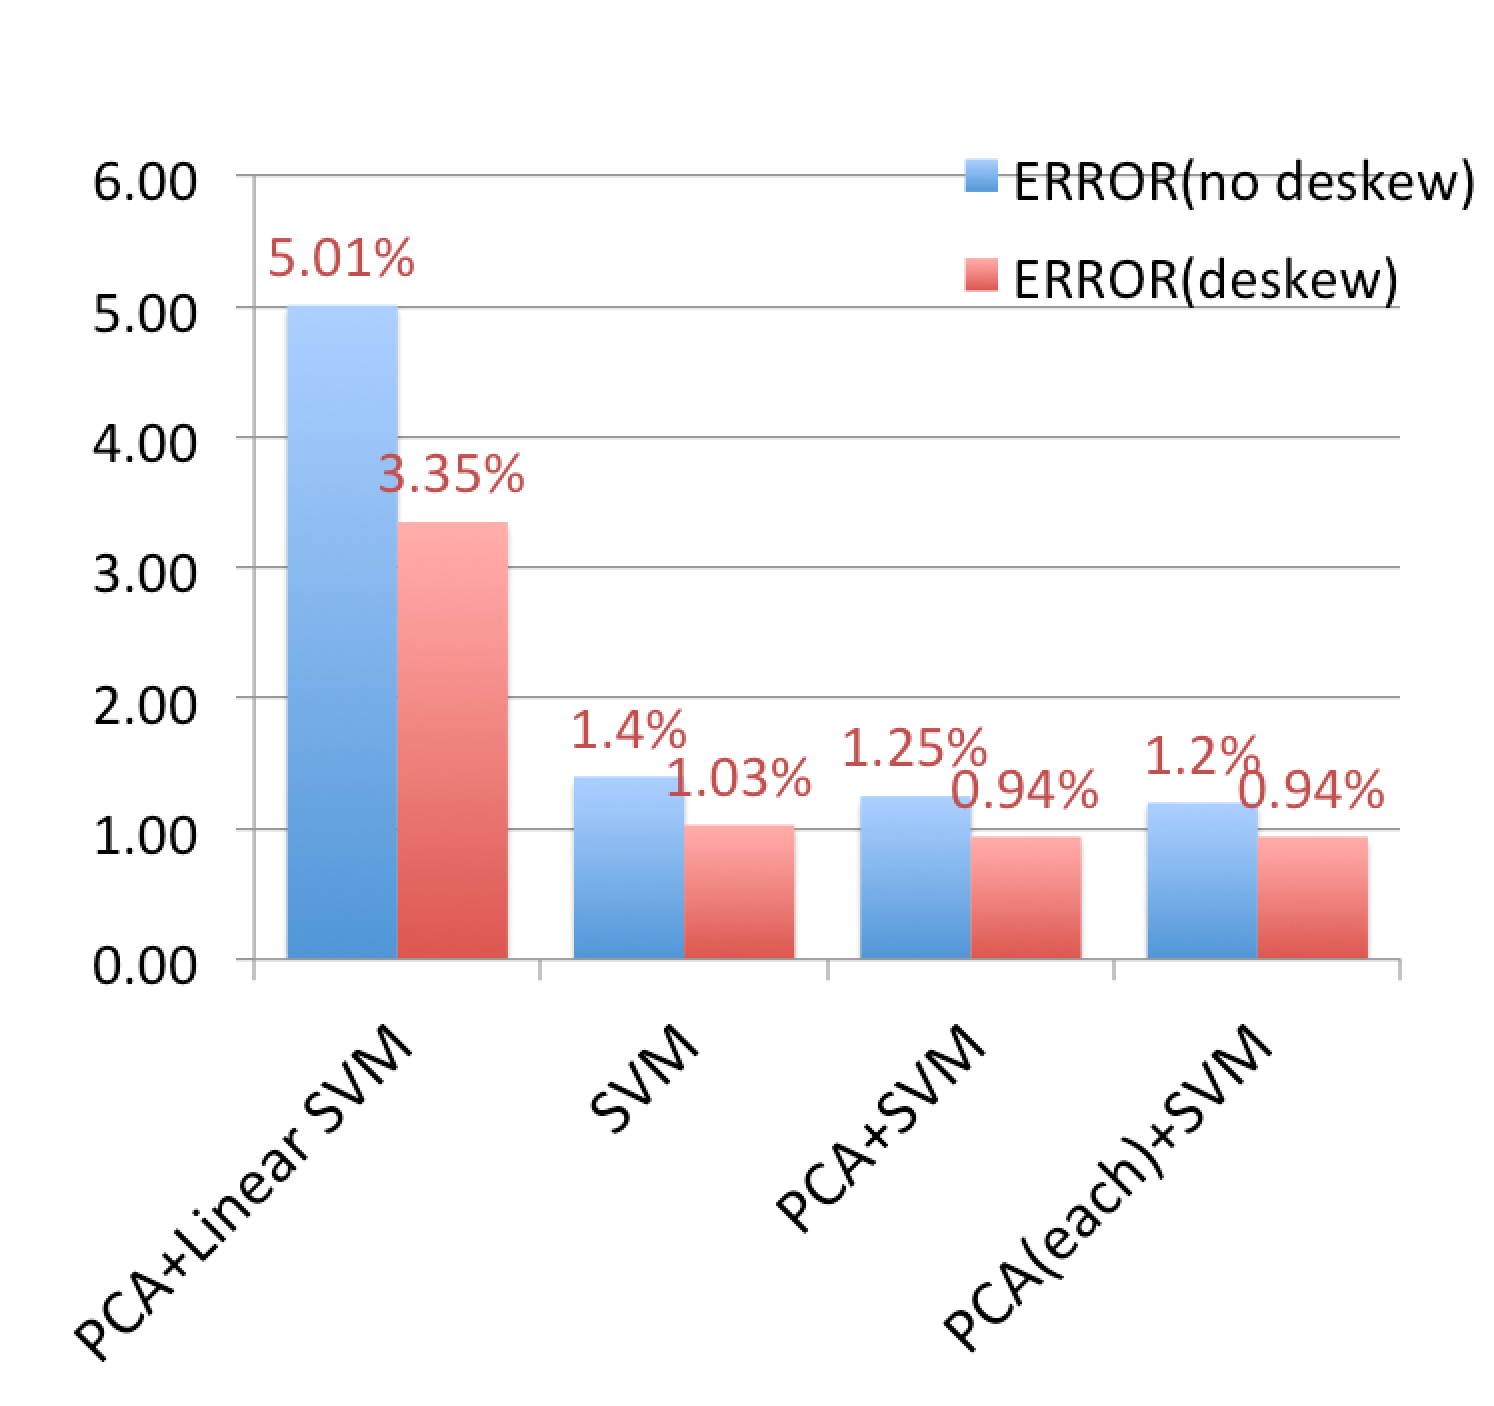 6.00
5.00
4.00
3.00
2.00
1.00
0.00
ERROR(no deskew)
ERROR(deskew)
5.01%
3.35%
1.4%
1.03%
1.25%
0.94%
1.2%
0.94%
PCA+Linear SVM
SVM
PCA+SVM
PCA(each)+SVM